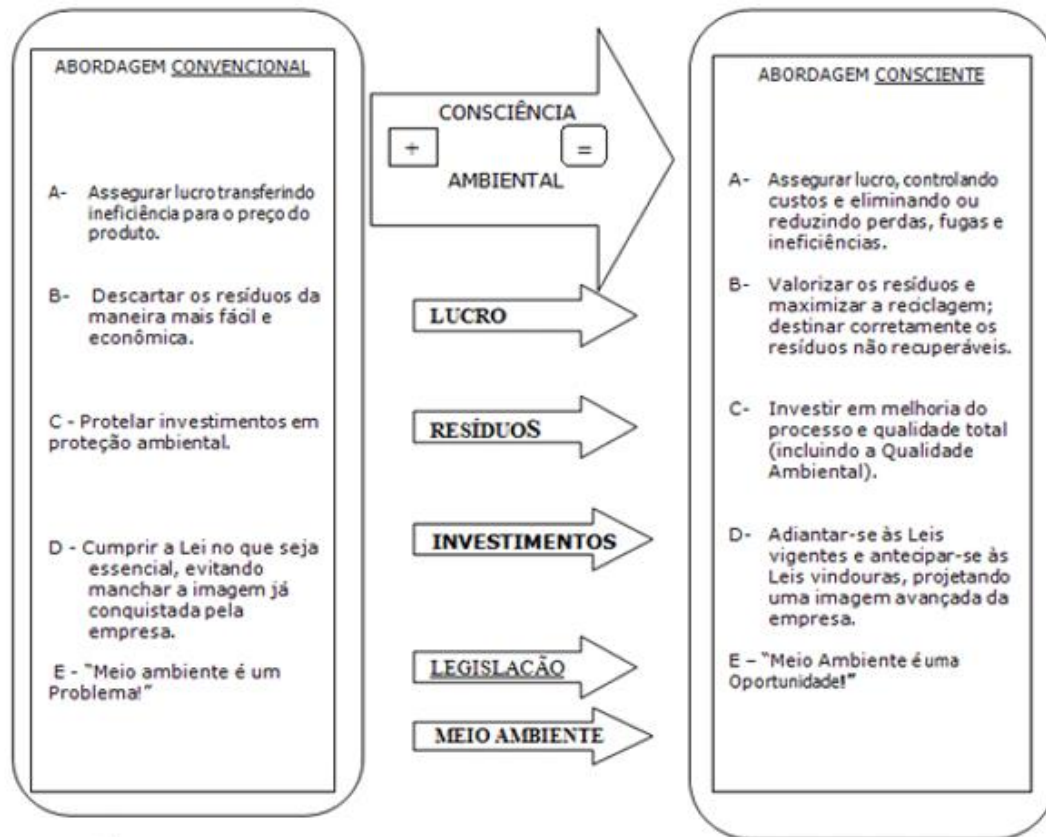 ABORDAGEM CONVENCIONAL
A- Assegurar lucro transferindo
ineficiência para o preço do
produto.
B- Descartar os resíduos da
maneira mais fácil e
econômica.
C - Protelar investimentos em
proteção ambiental.
D - Cumprir a Lei no que seja
essencial, evitando
manchar a imagem já
conquistada pela
empresa.
E - "Meio ambiente é um
Problema!"
CONSCIÊNCIA
+ =
AMBIENTAL
LUCRO
RESÍDUOS
INVESTIMENTOS
LEGISLAÇÃO
MEIO AMBIENTE
ABORDAGEM CONSCIENTE
A- Assegurar lucro, controlando
custos e eliminando ou
reduzindo perdas, fugas e
ineficiências.
B- Valorizar os resíduos e
maximizar a reciclagem;
destinar corretamente os
resíduos não recuperáveis.
C- Investir em melhoria do
processo e qualidade total
(incluindo a Qualidade
Ambiental).
D- Adiantar-se às Leis
vigentes e antecipar-se às
Leis vindouras, projetando
uma imagem avançada da
empresa.
E – "Meio Ambiente é uma
Oportunidade!"